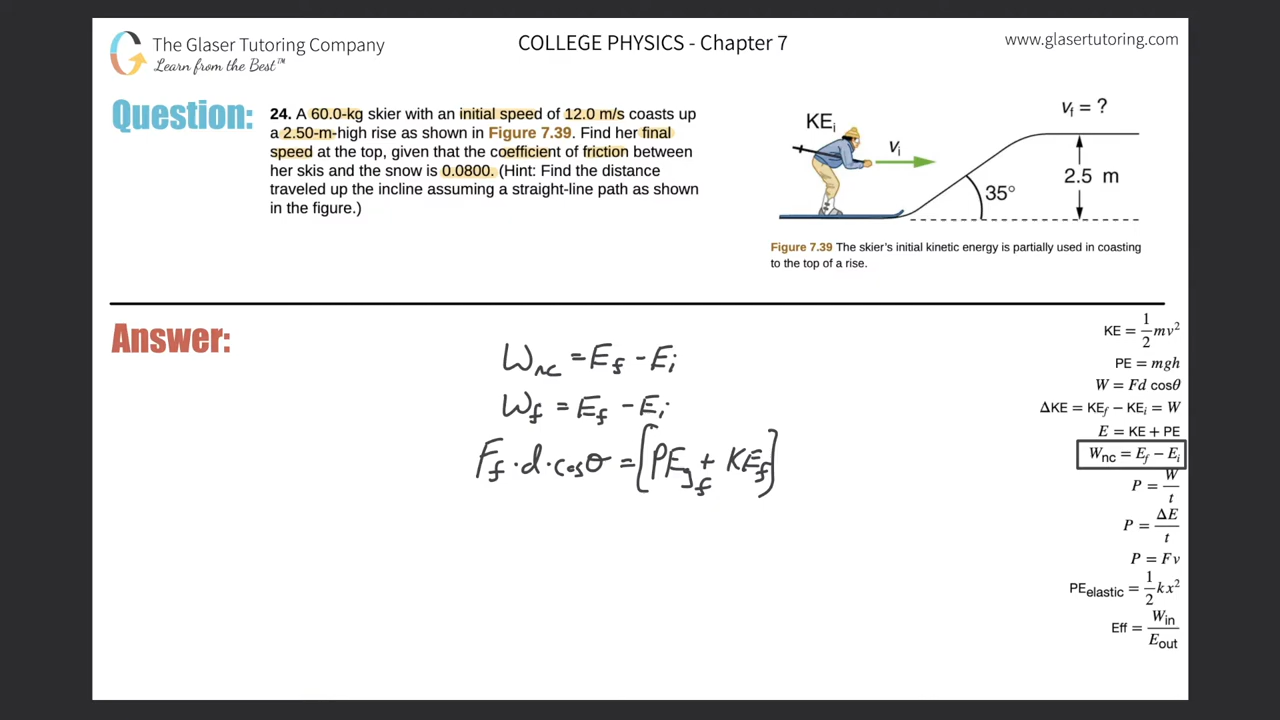 The Glaser Tutoring Company
Learn from the Best™
COLLEGE PHYSICS - Chapter 7
www.glasertutoring.com
Question:
24. A 60.0-kg skier with an initial speed of 12.0 m/s coasts up
a 2.50-m-high rise as shown in Figure 7.39. Find her final
speed at the top, given that the coefficient of friction between
her skis and the snow is 0.0800. (Hint: Find the distance
traveled up the incline assuming a straight-line path as shown
in the figure.)
KEi
vi
vf = ?
35°
2.5 m
Figure 7.39 The skier's initial kinetic energy is partially used in coasting
to the top of a rise.
Answer:
Wnc = Ef - Ei
Wf = Ef - Ei
Ff · d · cosθ = [PEgf + KEf]
KE = 1/2 mv²
PE = mgh
W = Fd cosθ
ΔKE = KEf − KEi = W
E = KE + PE
Wnc = Ef − Ei
P = W/t
P = ΔE/t
P = Fv
PEelastic = 1/2 kx²
Eff = Win/Eout